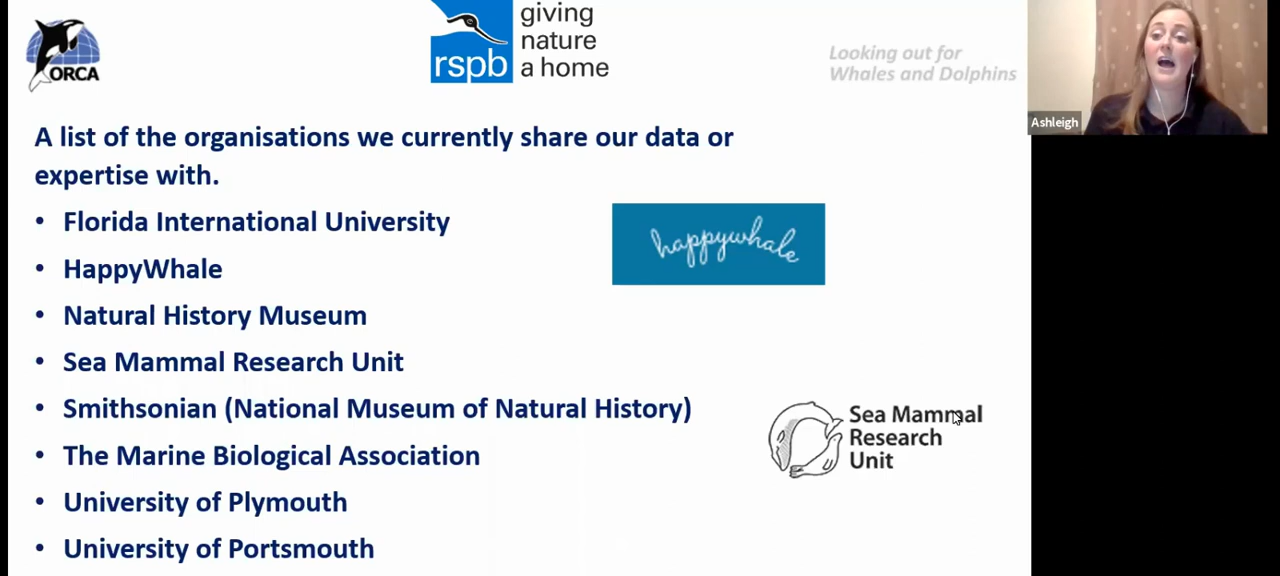 ORCA
rspb
giving
nature
a home
Looking out for
Whales and Dolphins
Ashleigh
A list of the organisations we currently share our data or
expertise with.
• Florida International University
• HappyWhale
• Natural History Museum
• Sea Mammal Research Unit
• Smithsonian (National Museum of Natural History)
• The Marine Biological Association
• University of Plymouth
• University of Portsmouth
happywhale
Sea Mammal
Research
Unit